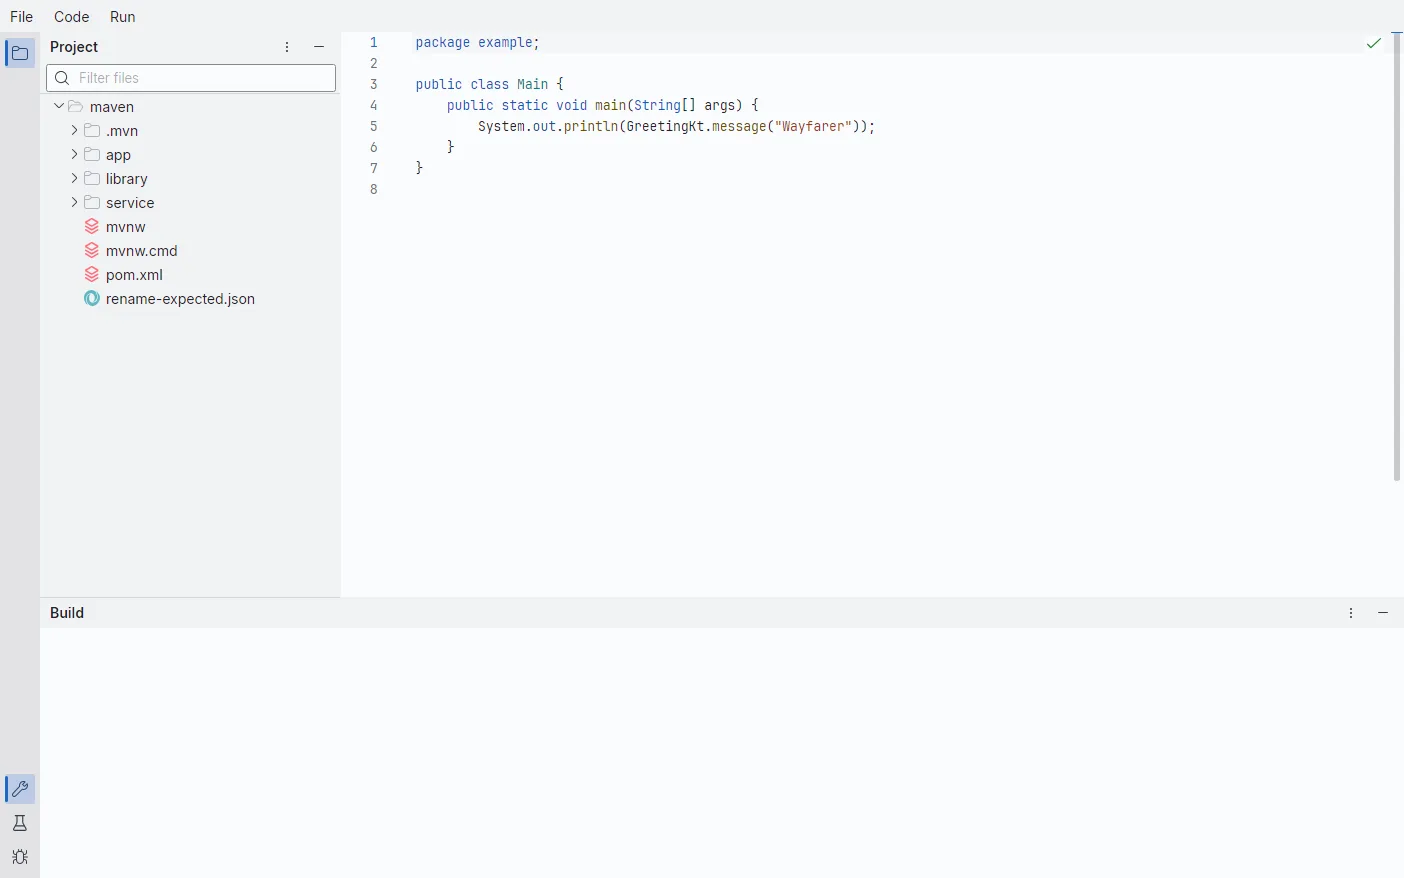 File Code Run
Project
Filter files
maven
.mvn
app
library
service
mvnw
mvnw.cmd
pom.xml
rename-expected.json
1 package example;
2
3 public class Main {
4     public static void main(String[] args) {
5         System.out.println(GreetingKt.message("Wayfarer"));
6     }
7 }
8
Build